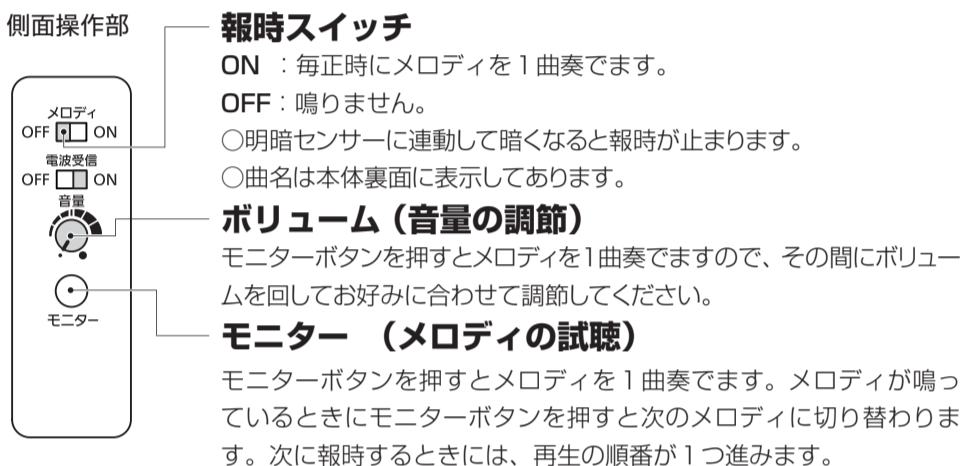 側面操作部
メロディ
OFF ON
電波受信
OFF ON
音量
モニター
報時スイッチ
ON ：毎正時にメロディを1曲奏でます。
OFF：鳴りません。
○明暗センサーに連動して暗くなると報時が止まります。
○曲名は本体裏面に表示してあります。
ボリューム（音量の調節）
モニターボタンを押すとメロディを1曲奏でますので、その間にボリュー
ムを回してお好みに合わせて調節してください。
モニター （メロディの試聴）
モニターボタンを押すとメロディを1曲奏でます。メロディが鳴っ
ているときにモニターボタンを押すと次のメロディに切り替わりま
す。次に報時するときには、再生の順番が1つ進みます。